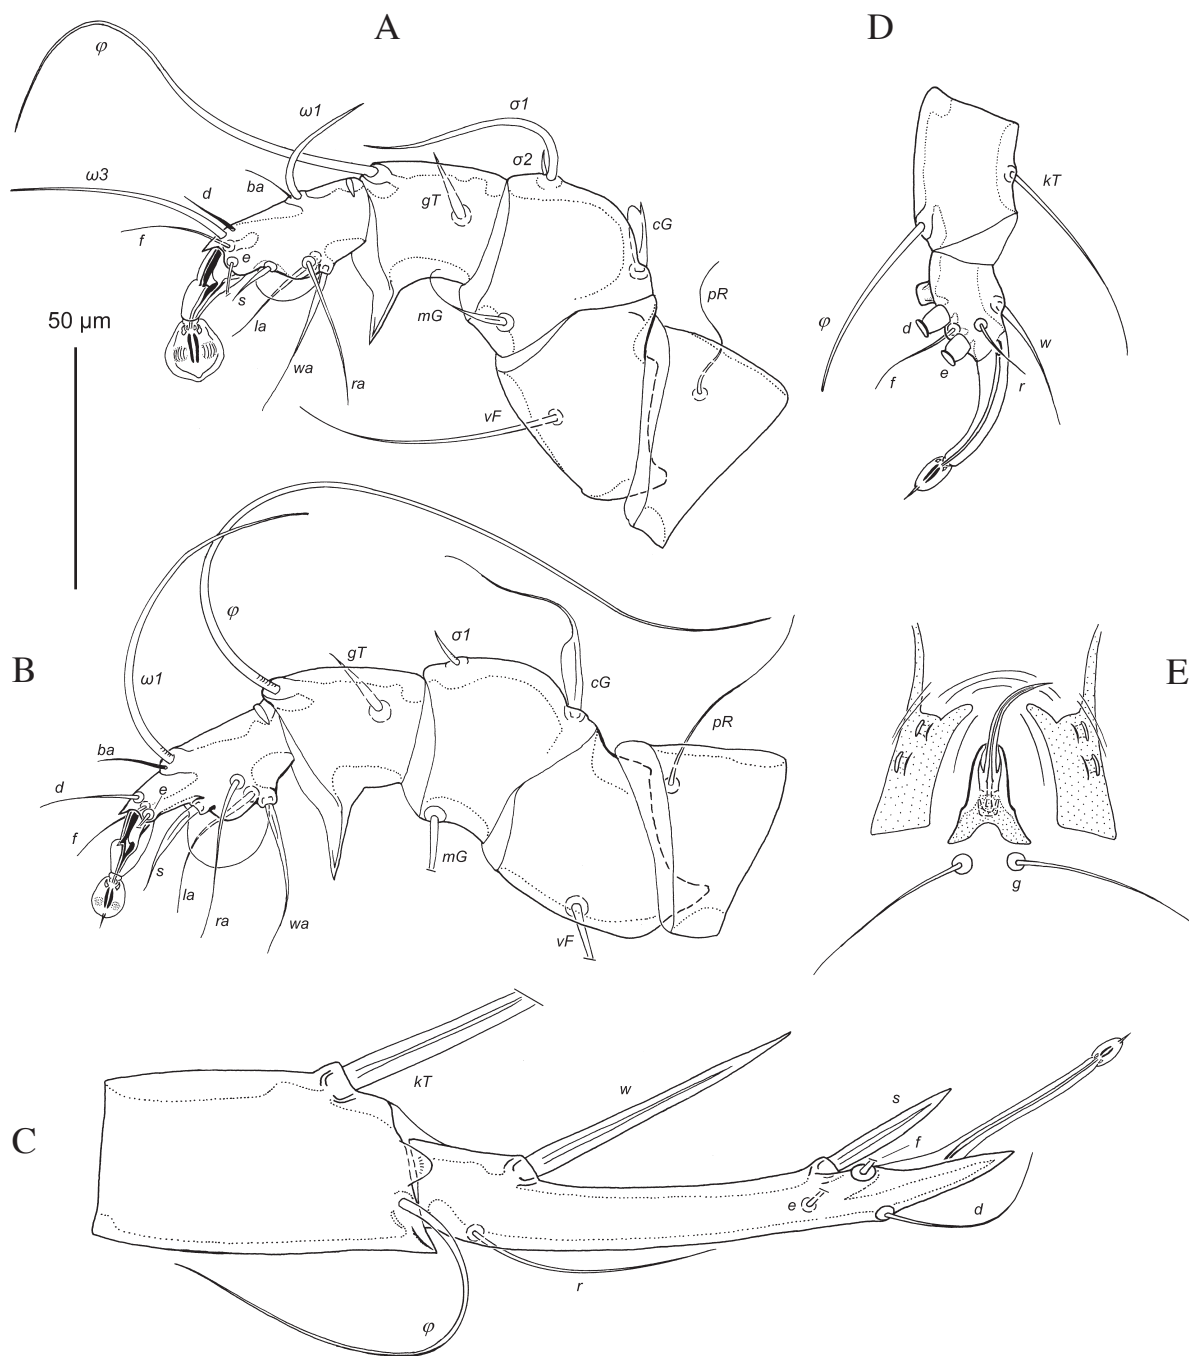 A
φ
ω1
σ1
σ2
ω3
ba
d
f
e
s
la
wa
ra
gT
mG
cG
pR
vF
50 µm
D
kT
φ
d
f
e
r
w
B
φ
ω1
gT
σ1
cG
pR
ba
d
e
f
s
la
ra
wa
mG
vF
E
g
C
kT
w
s
f
e
d
r
φ